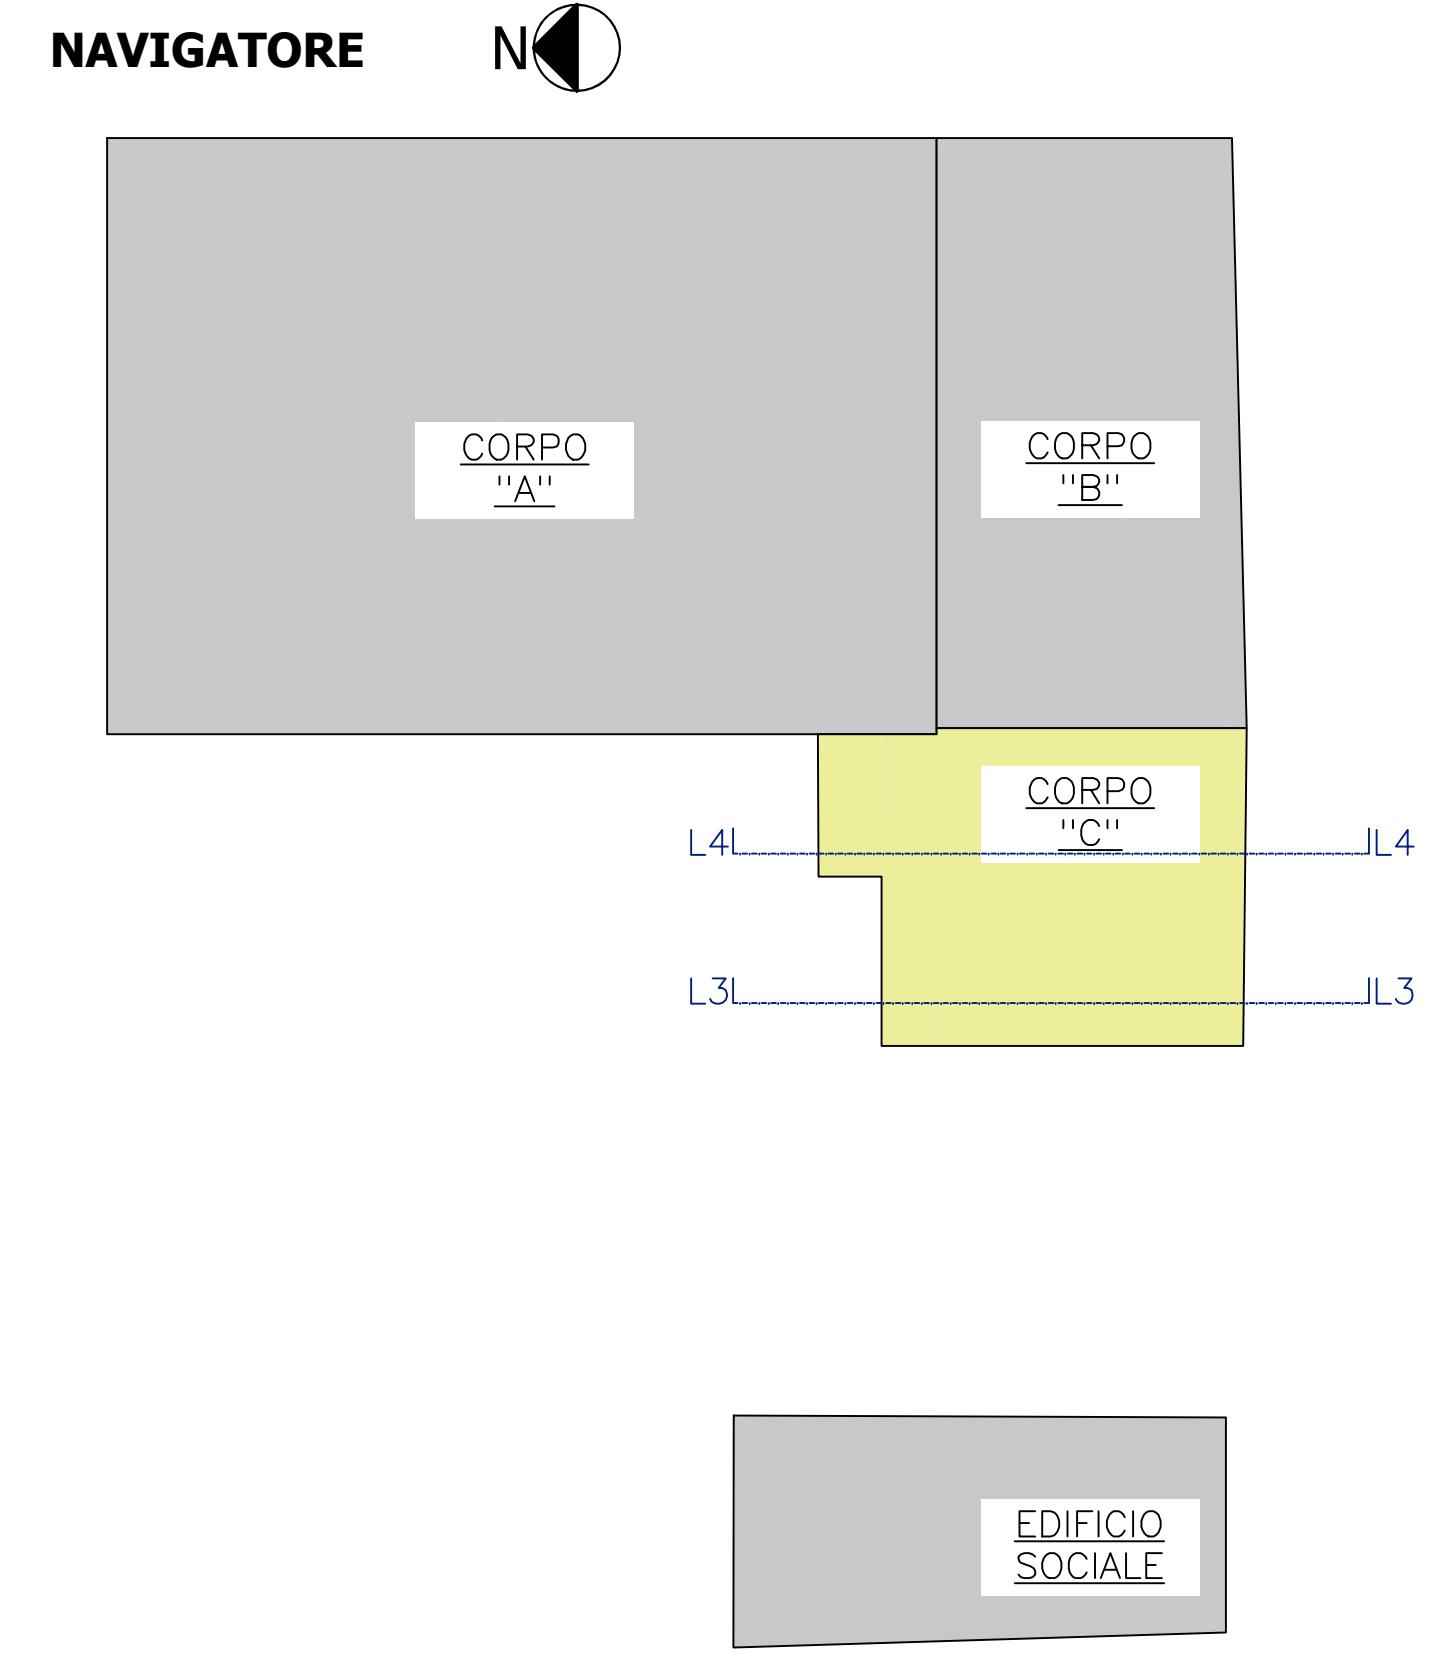 NAVIGATORE
N
CORPO
"A"
CORPO
"B"
CORPO
"C"
L4 L4
L3 L3
EDIFICIO
SOCIALE